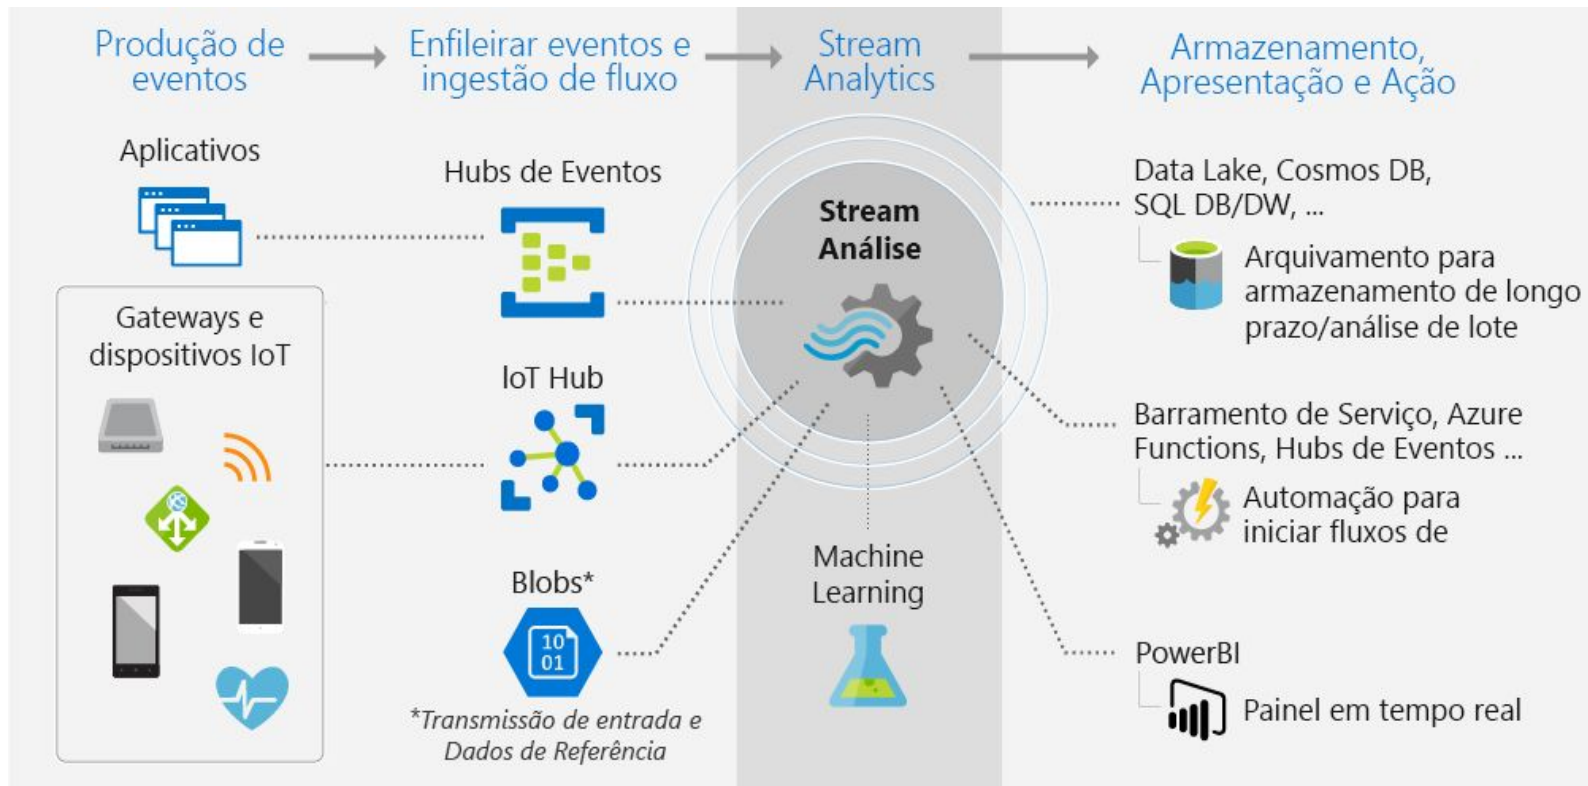 Produção de
eventos
Enfileirar eventos e
ingestão de fluxo
Stream
Analytics
Armazenamento,
Apresentação e Ação
Aplicativos
Gateways e
dispositivos IoT
Hubs de Eventos
IoT Hub
Blobs*
10
01
*Transmissão de entrada e
Dados de Referência
Stream
Análise
Machine
Learning
Data Lake, Cosmos DB,
SQL DB/DW, ...
Arquivamento para
armazenamento de longo
prazo/análise de lote
Barramento de Serviço, Azure
Functions, Hubs de Eventos ...
Automação para
iniciar fluxos de
PowerBI
Painel em tempo real